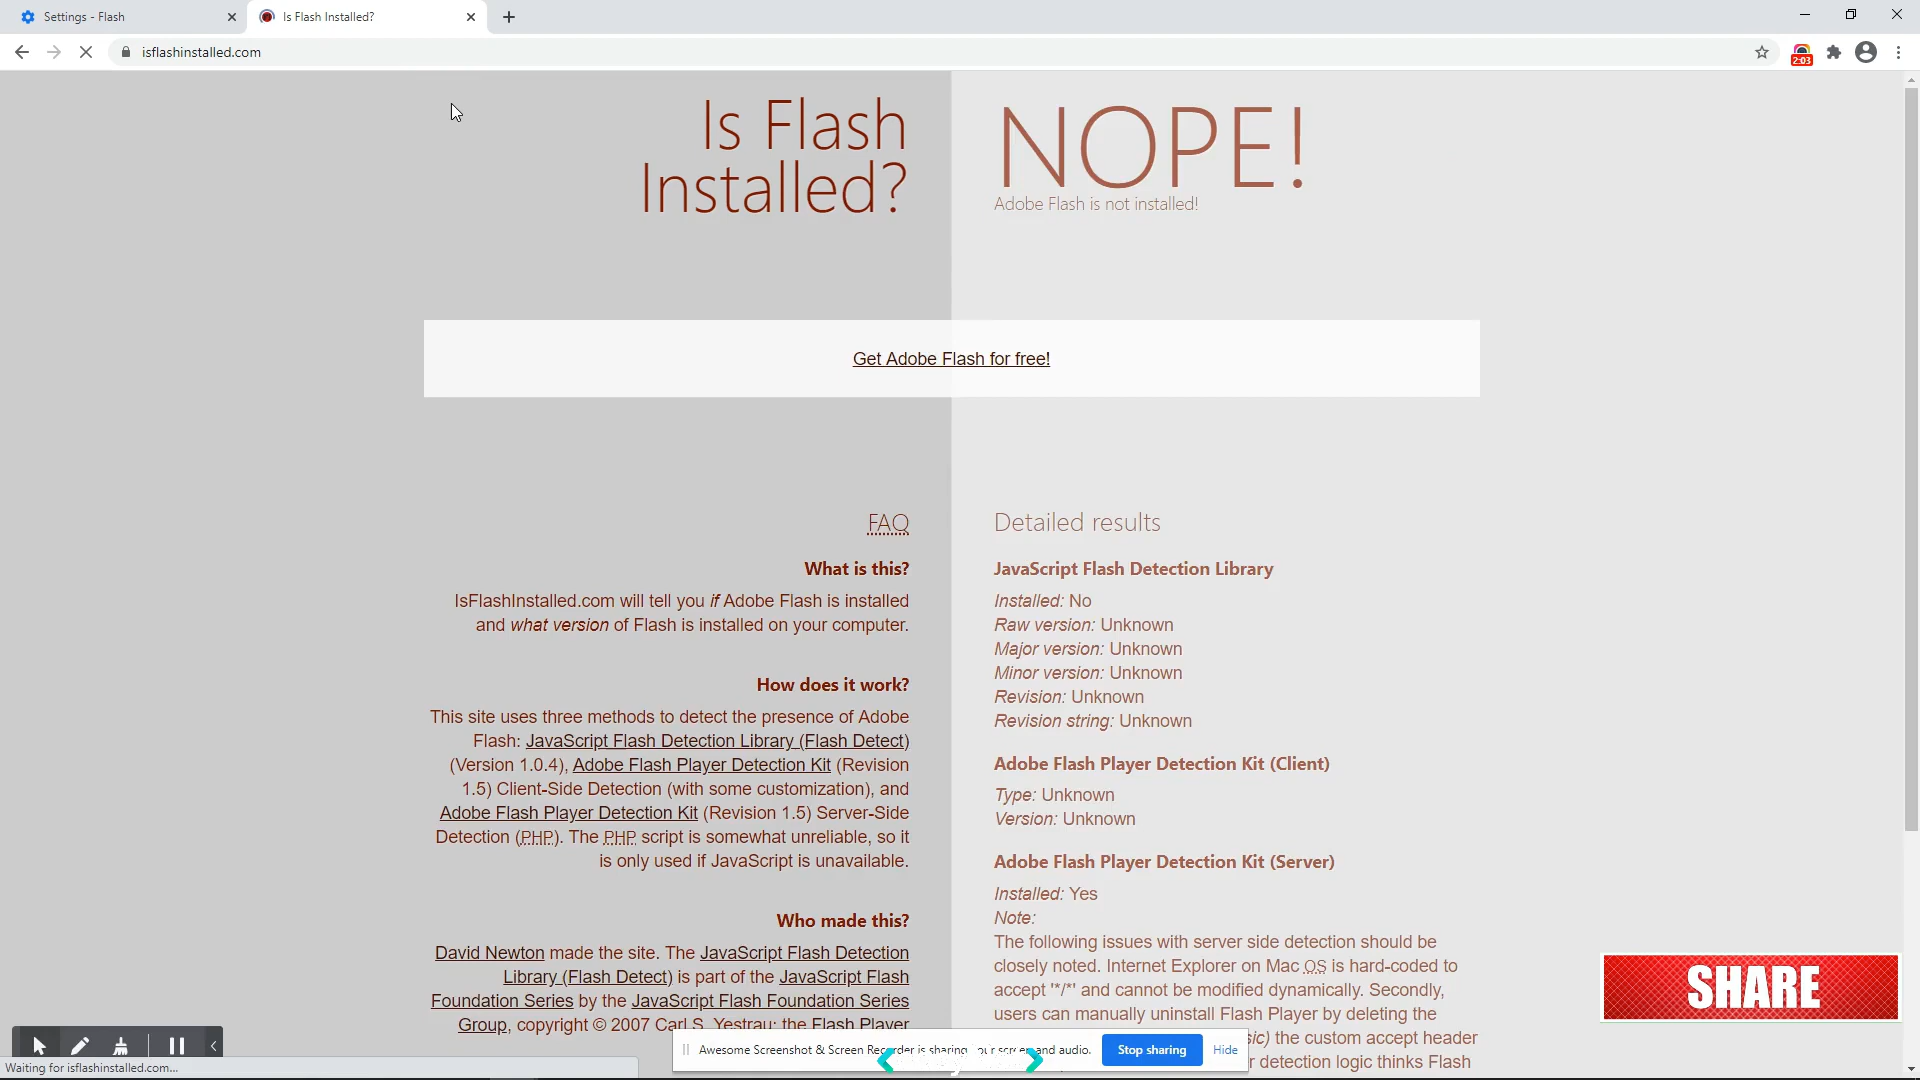 Settings - Flash
Is Flash Installed?
isflashinstalled.com
2:03
Is Flash
Installed?
NOPE!
Adobe Flash is not installed!
Get Adobe Flash for free!
FAQ
What is this?
IsFlashInstalled.com will tell you if Adobe Flash is installed
and what version of Flash is installed on your computer.
How does it work?
This site uses three methods to detect the presence of Adobe
Flash: JavaScript Flash Detection Library (Flash Detect)
(Version 1.0.4), Adobe Flash Player Detection Kit (Revision
1.5) Client-Side Detection (with some customization), and
Adobe Flash Player Detection Kit (Revision 1.5) Server-Side
Detection (PHP). The PHP script is somewhat unreliable, so it
is only used if JavaScript is unavailable.
Who made this?
David Newton made the site. The JavaScript Flash Detection
Library (Flash Detect) is part of the JavaScript Flash
Foundation Series by the JavaScript Flash Foundation Series
Group, copyright © 2007 Carl S. Yestrau; the Flash Player
Detailed results
JavaScript Flash Detection Library
Installed: No
Raw version: Unknown
Major version: Unknown
Minor version: Unknown
Revision: Unknown
Revision string: Unknown
Adobe Flash Player Detection Kit (Client)
Type: Unknown
Version: Unknown
Adobe Flash Player Detection Kit (Server)
Installed: Yes
Note:
The following issues with server side detection should be
closely noted. Internet Explorer on Mac OS is hard-coded to
accept '*/*' and cannot be modified dynamically. Secondly,
users can manually uninstall Flash Player by deleting the
the custom accept header
detection logic thinks Flash
SHARE
Awesome Screenshot & Screen Recorder is sharing your screen and audio.
Stop sharing
Hide
Waiting for isflashinstalled.com...